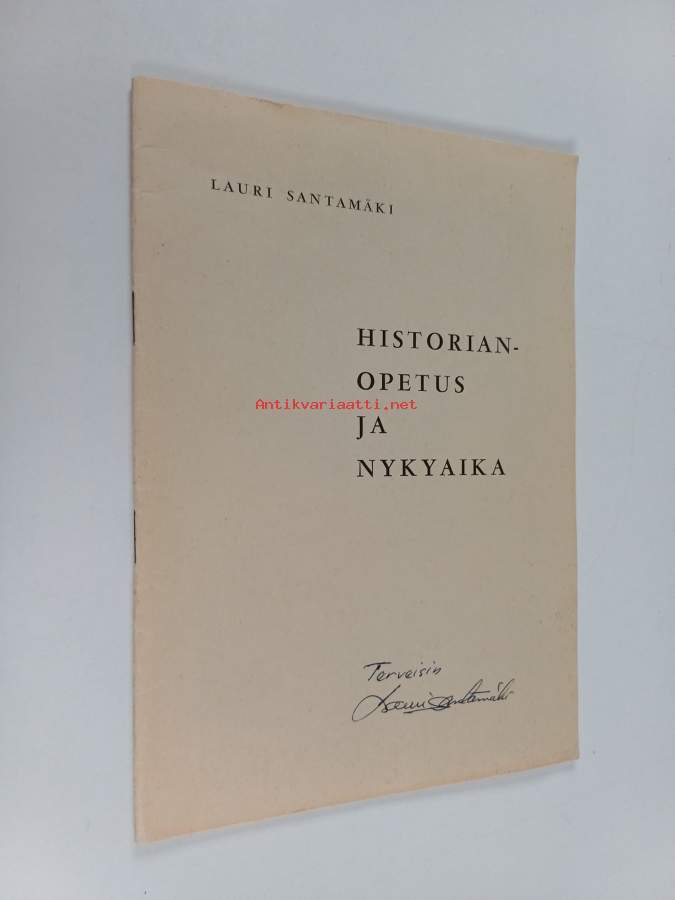 LAURI SANTAMÄKI
HISTORIAN-
OPETUS
Antikvariaatti.net
JA
NYKYAIKA
Terveisin
Lauri Santamäki